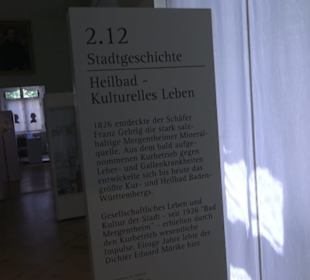 2.12
Stadtgeschichte
Heilbad -
Kulturelles Leben
1826 entdeckte der Schäfer
Franz Gehrig die stark salz-
haltige Mergentheimer Mineral-
quelle. Aus dem bald aufge-
nommenen Kurbetrieb gegen
Leber- und Gallenkrankheiten
entwickelte sich bis heute das
größte Kur- und Heilbad Baden-
Württembergs.
Gesellschaftliches Leben und
Kultur der Stadt - seit 1926 "Bad
Mergentheim" - erhielten durch
den Kurbetrieb wesentliche
Impulse. Einige Jahre lebte der
Dichter Eduard Mörike hier